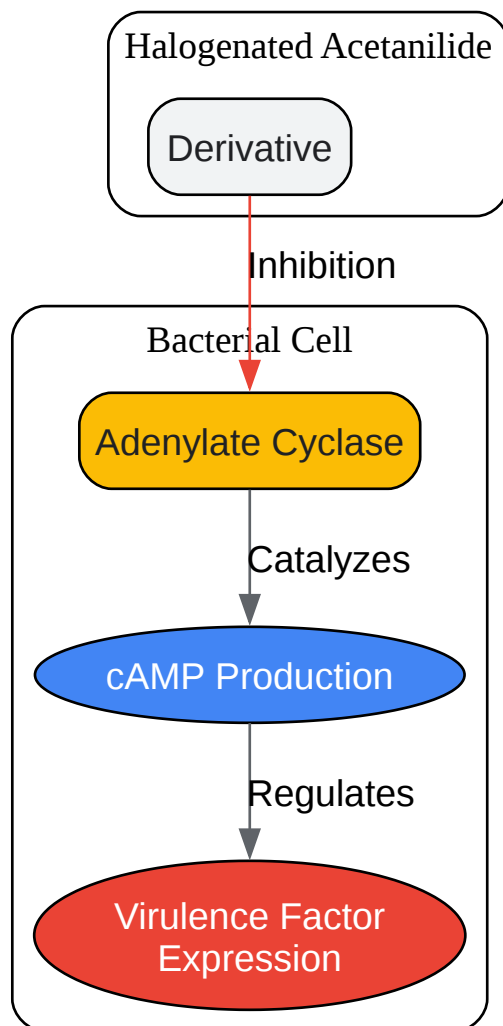 Halogenated Acetanilide
Derivative
Inhibition
Bacterial Cell
Adenylate Cyclase
Catalyzes
cAMP Production
Regulates
Virulence Factor
Expression